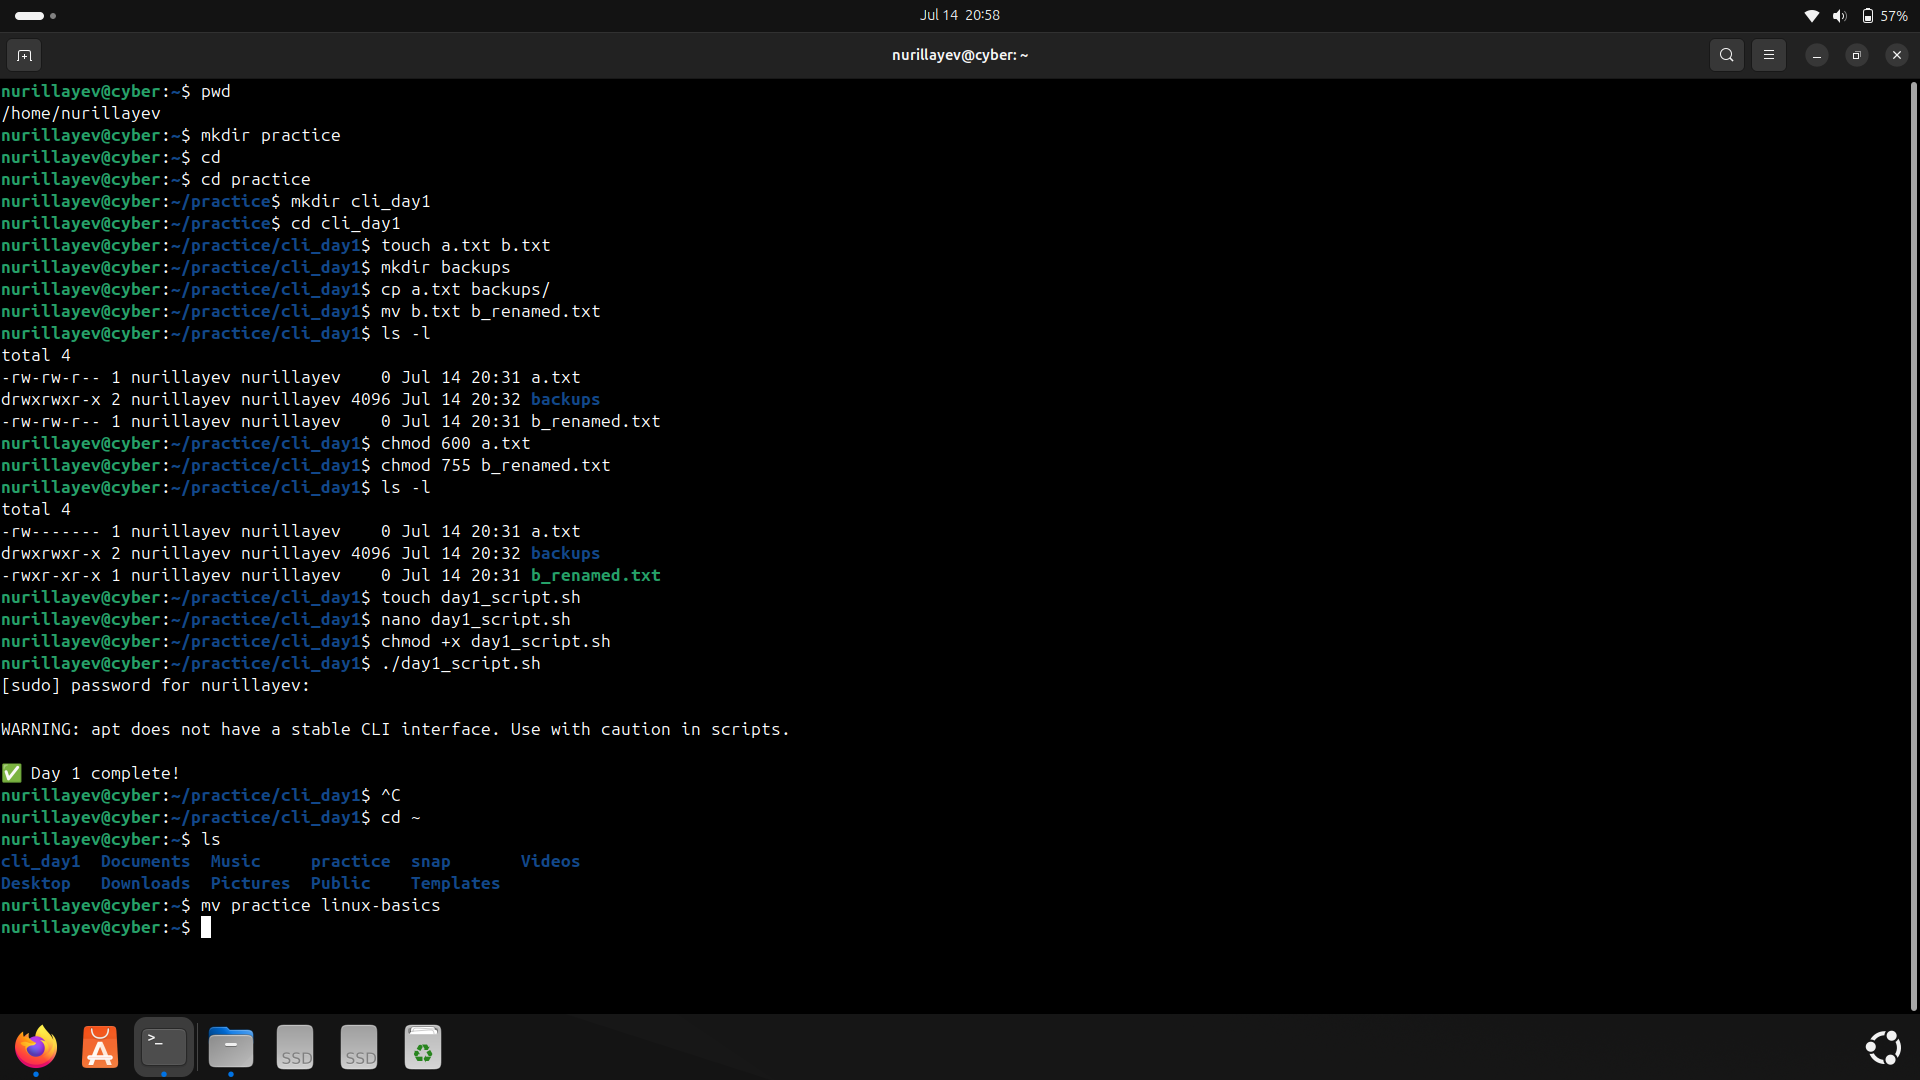 Jul 14 20:58
57%
nurillayev@cyber: ~
nurillayev@cyber:~$ pwd
/home/nurillayev
nurillayev@cyber:~$ mkdir practice
nurillayev@cyber:~$ cd
nurillayev@cyber:~$ cd practice
nurillayev@cyber:~/practice$ mkdir cli_day1
nurillayev@cyber:~/practice$ cd cli_day1
nurillayev@cyber:~/practice/cli_day1$ touch a.txt b.txt
nurillayev@cyber:~/practice/cli_day1$ mkdir backups
nurillayev@cyber:~/practice/cli_day1$ cp a.txt backups/
nurillayev@cyber:~/practice/cli_day1$ mv b.txt b_renamed.txt
nurillayev@cyber:~/practice/cli_day1$ ls -l
total 4
-rw-rw-r-- 1 nurillayev nurillayev    0 Jul 14 20:31 a.txt
drwxrwxr-x 2 nurillayev nurillayev 4096 Jul 14 20:32 backups
-rw-rw-r-- 1 nurillayev nurillayev    0 Jul 14 20:31 b_renamed.txt
nurillayev@cyber:~/practice/cli_day1$ chmod 600 a.txt
nurillayev@cyber:~/practice/cli_day1$ chmod 755 b_renamed.txt
nurillayev@cyber:~/practice/cli_day1$ ls -l
total 4
-rw------- 1 nurillayev nurillayev    0 Jul 14 20:31 a.txt
drwxrwxr-x 2 nurillayev nurillayev 4096 Jul 14 20:32 backups
-rwxr-xr-x 1 nurillayev nurillayev    0 Jul 14 20:31 b_renamed.txt
nurillayev@cyber:~/practice/cli_day1$ touch day1_script.sh
nurillayev@cyber:~/practice/cli_day1$ nano day1_script.sh
nurillayev@cyber:~/practice/cli_day1$ chmod +x day1_script.sh
nurillayev@cyber:~/practice/cli_day1$ ./day1_script.sh
[sudo] password for nurillayev:
WARNING: apt does not have a stable CLI interface. Use with caution in scripts.
✅ Day 1 complete!
nurillayev@cyber:~/practice/cli_day1$ ^C
nurillayev@cyber:~/practice/cli_day1$ cd ~
nurillayev@cyber:~$ ls
cli_day1  Documents  Music     practice  snap       Videos
Desktop   Downloads  Pictures  Public    Templates
nurillayev@cyber:~$ mv practice linux-basics
nurillayev@cyber:~$
SSD
SSD